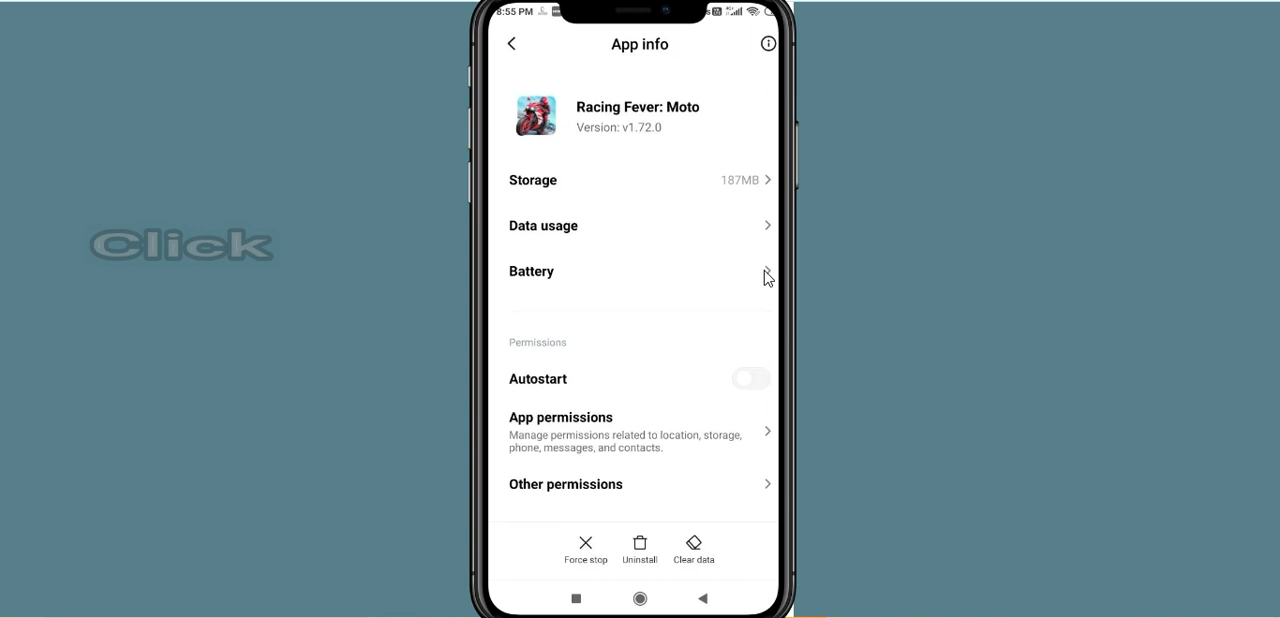 8:55 PM
App info
Racing Fever: Moto
Version: v1.72.0
Storage 187MB
Data usage
Click
Battery
Permissions
Autostart
App permissions
Manage permissions related to location, storage,
phone, messages, and contacts.
Other permissions
Force stop Uninstall Clear data